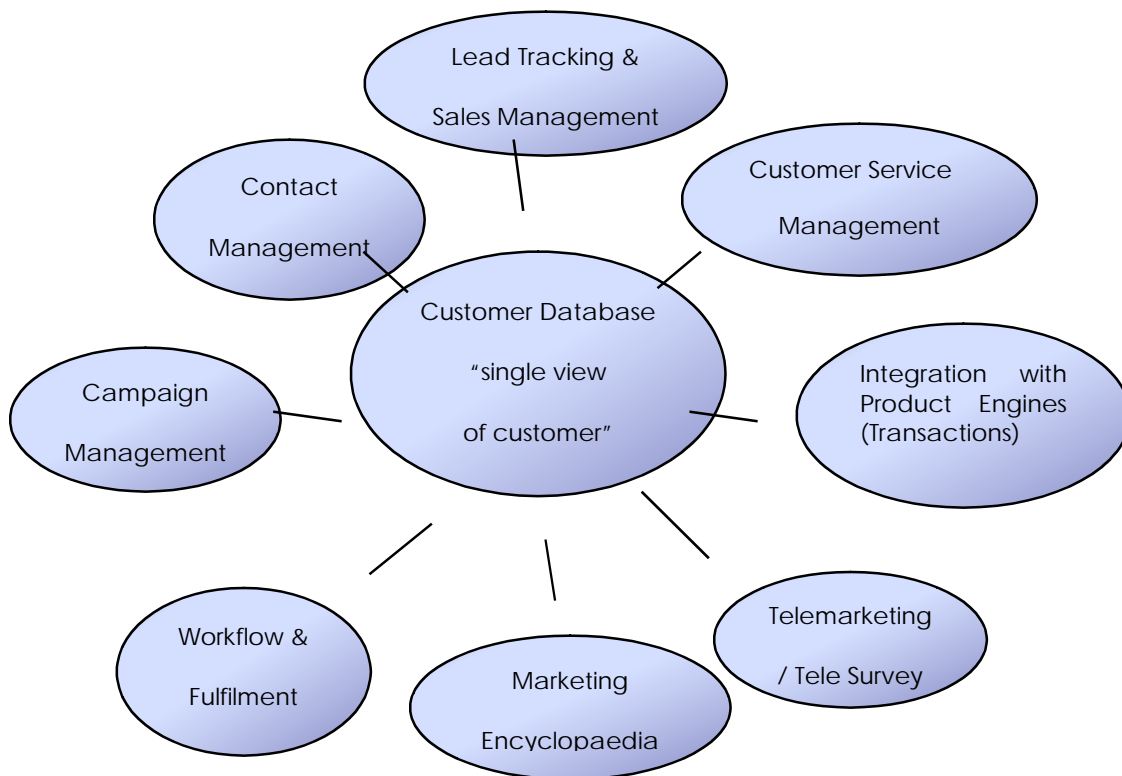 Lead Tracking &
Sales Management
Contact
Management
Customer Service
Management
Customer Database
“single view
of customer”
Campaign
Management
Integration with
Product Engines
(Transactions)
Workflow &
Fulfilment
Marketing
Encyclopaedia
Telemarketing
/ Tele Survey